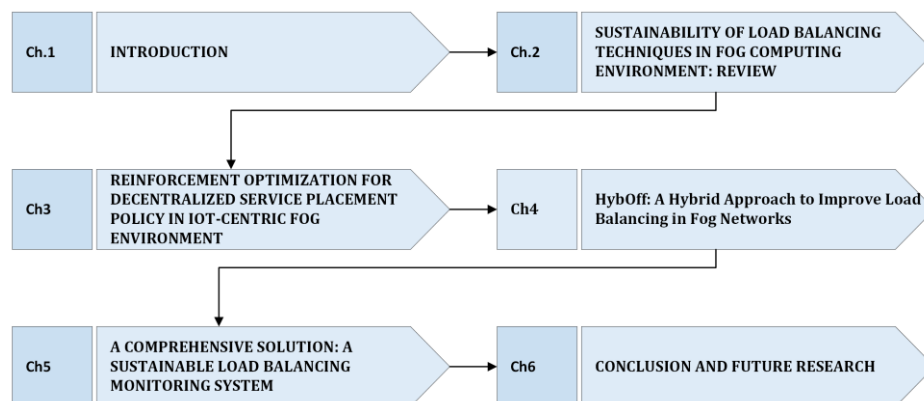 Ch.1
INTRODUCTION
Ch.2
SUSTAINABILITY OF LOAD BALANCING
TECHNIQUES IN FOG COMPUTING
ENVIRONMENT: REVIEW
Ch3
REINFORCEMENT OPTIMIZATION FOR
DECENTRALIZED SERVICE PLACEMENT
POLICY IN IOT-CENTRIC FOG
ENVIRONMENT
Ch4
HybOff: A Hybrid Approach to Improve Load
Balancing in Fog Networks
Ch5
A COMPREHENSIVE SOLUTION: A
SUSTAINABLE LOAD BALANCING
MONITORING SYSTEM
Ch6
CONCLUSION AND FUTURE RESEARCH